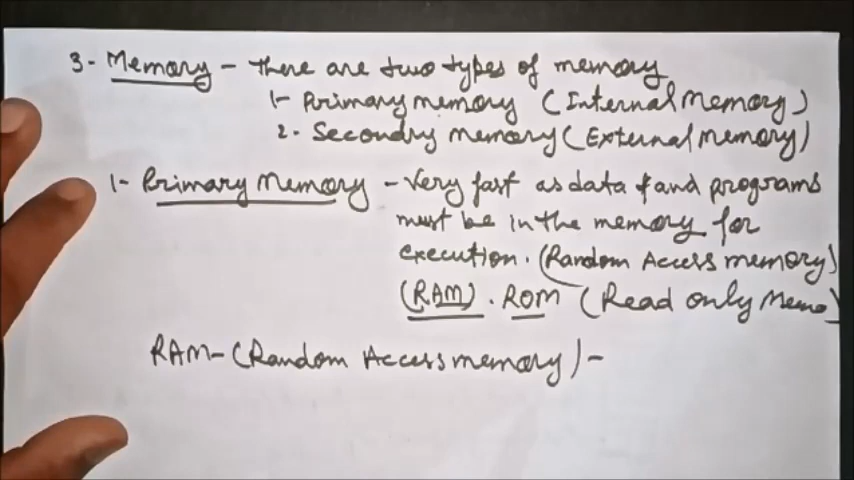 3- Memory - There are two types of memory
1- Primary memory (Internal Memory)
2- Secondry memory (External Memory)
1- Primary Memory - Very fast as data & and programs
must be in the memory for
execution. (Random Access memory)
(RAM). ROM (Read only Memo
RAM - (Random Access memory) -